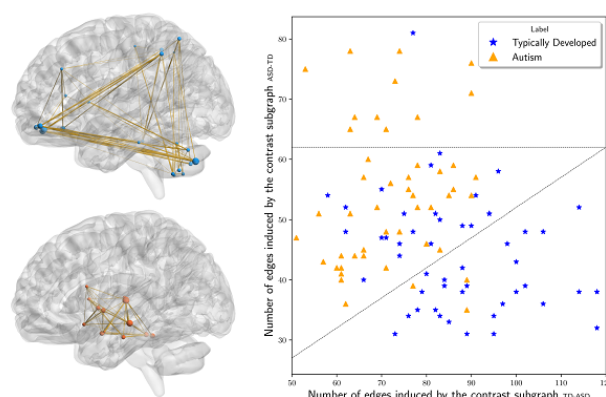 Label
Typically Developed
Autism
Number of edges induced by the contrast subgraph ASD-TD
80
70
60
50
40
30
50
60
70
80
90
100
110
120
Number of edges induced by the contrast subgraph TD-ASD